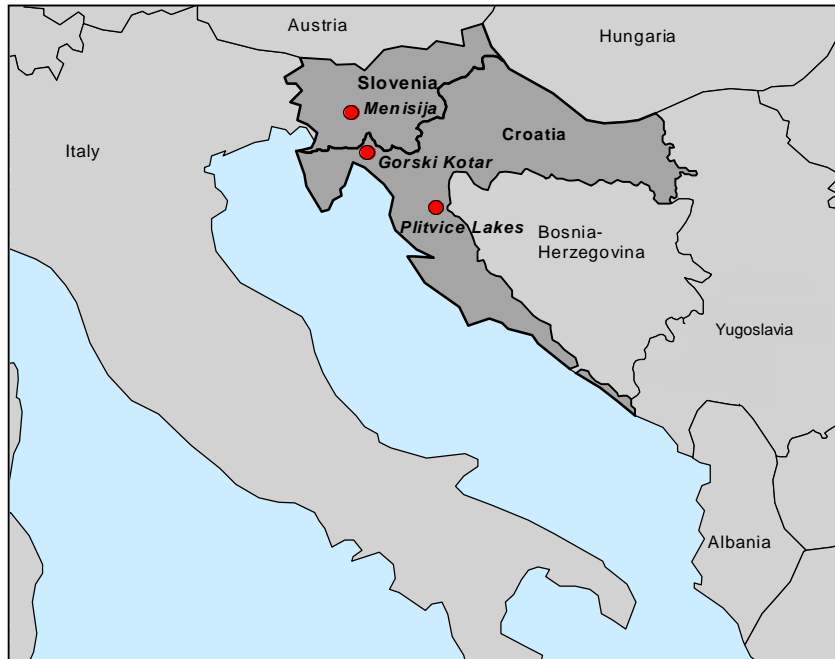 Austria
Hungaria
Slovenia
Menisija
Croatia
Italy
Gorski Kotar
Plitvice Lakes
Bosnia-
Herzegovina
Yugoslavia
Albania